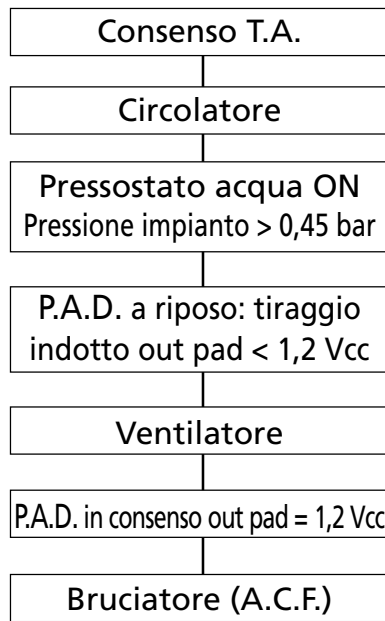 Consenso T.A.
Circolatore
Pressostato acqua ON
Pressione impianto > 0,45 bar
P.A.D. a riposo: tiraggio
indotto out pad < 1,2 Vcc
Ventilatore
P.A.D. in consenso out pad = 1,2 Vcc
Bruciatore (A.C.F.)